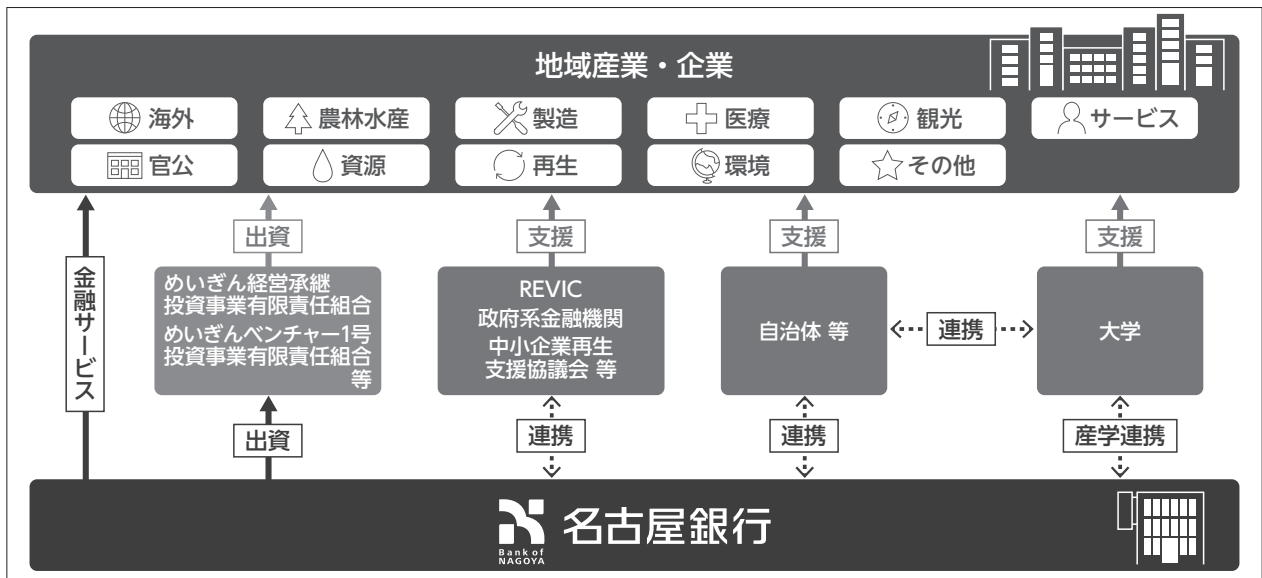 地域産業・企業
海外
農林水産
製造
医療
観光
サービス
官公
資源
再生
環境
その他
出資
支援
支援
支援
金融サービス
めいぎん経営承継
投資事業有限責任組合
めいぎんベンチャー1号
投資事業有限責任組合
等
REVIC
政府系金融機関
中小企業再生
支援協議会 等
自治体 等
連携
大学
出資
連携
連携
産学連携
Bank of
NAGOYA
名古屋銀行